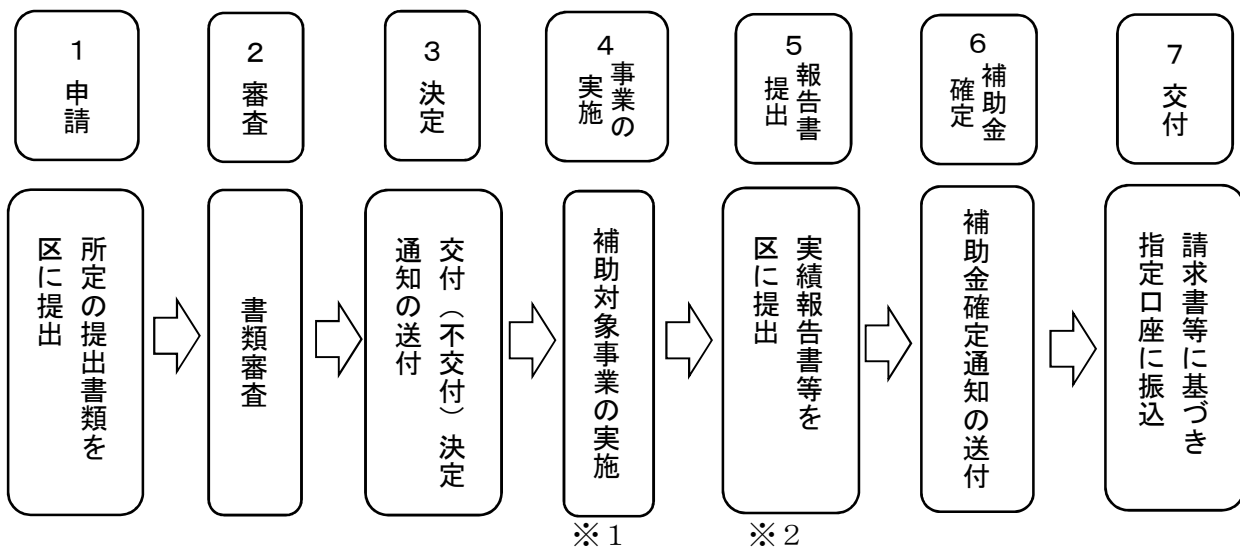 1
申請
2
審査
3
決定
4
事業の
実施
5
報告書
提出
6
補助金
確定
7
交付
所定の提出書類を
区に提出
書類審査
交付（不交付）決定
通知の送付
補助対象事業の実施
実績報告書等を
区に提出
補助金確定通知の送付
請求書等に基づき
指定口座に振込
※１
※２